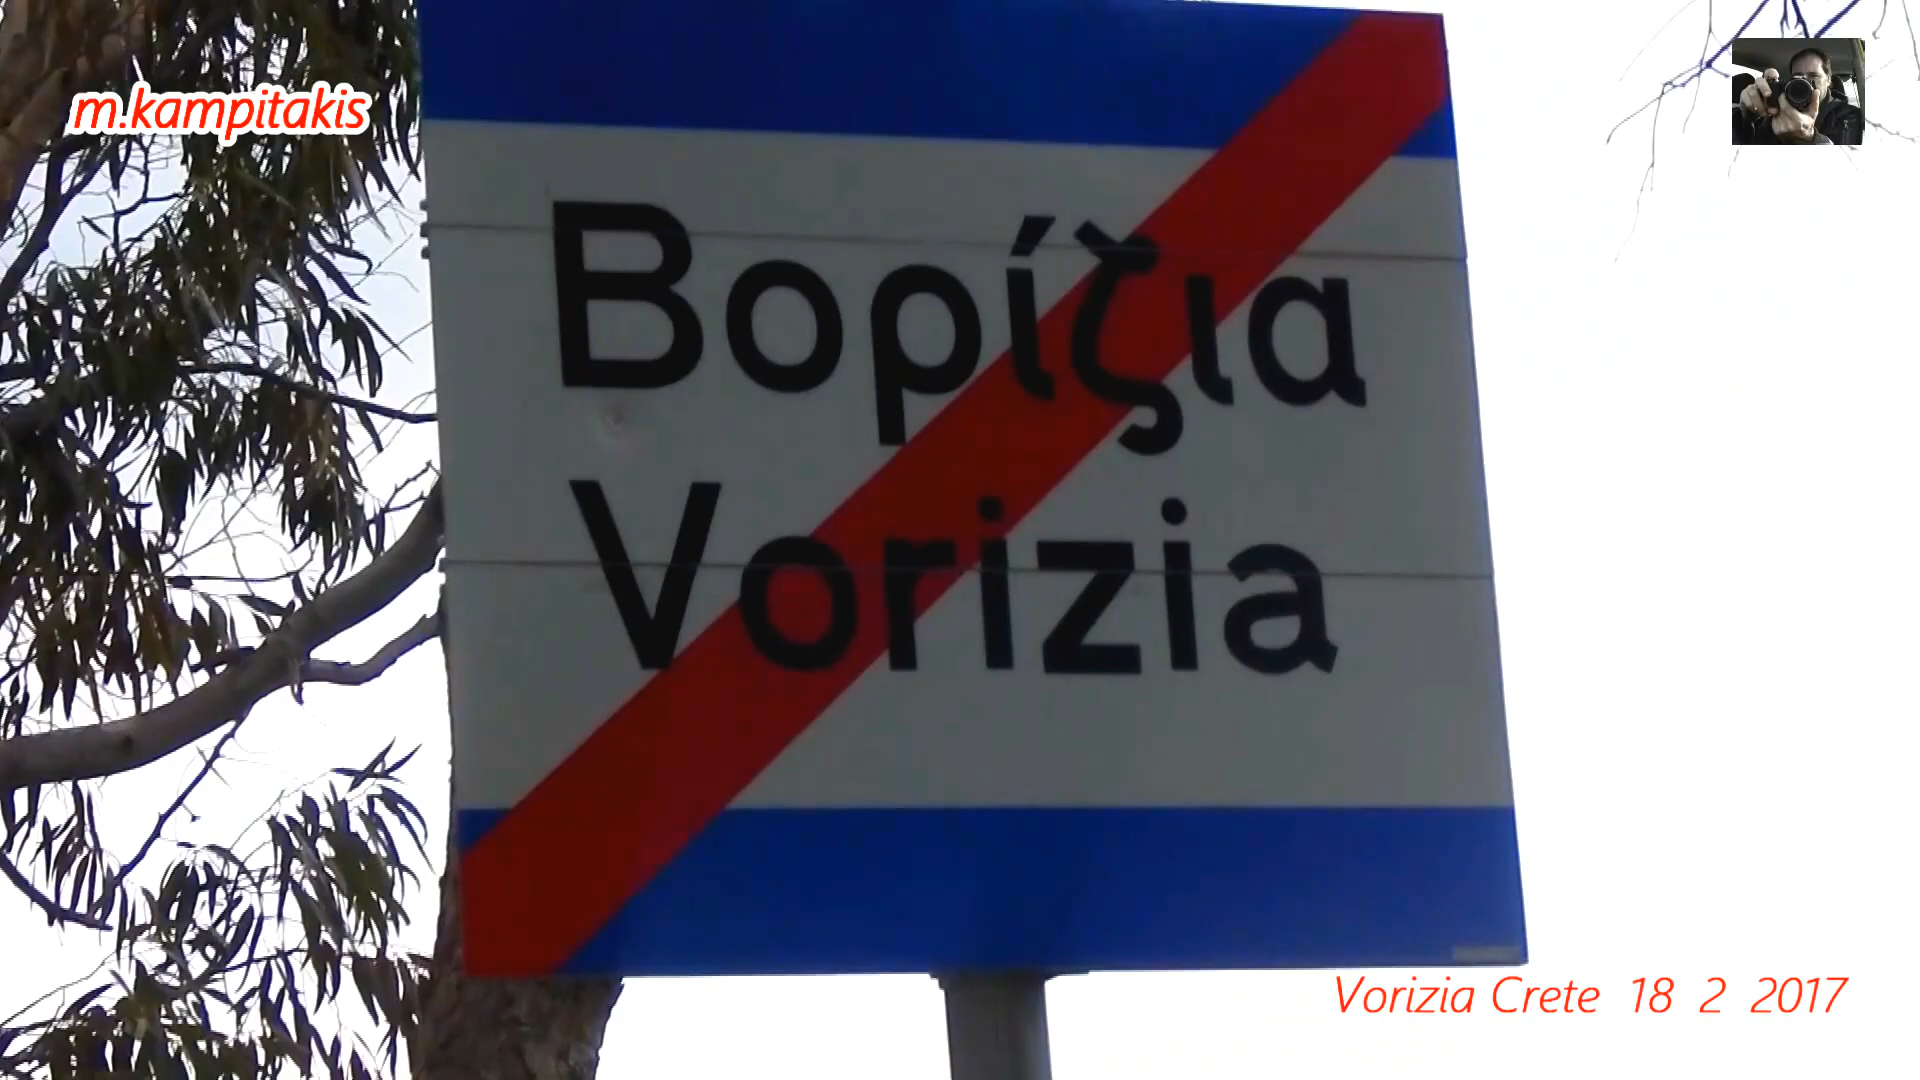 m.kampitakis
Βορίζια
Vorizia
Vorizia Crete 18 2 2017